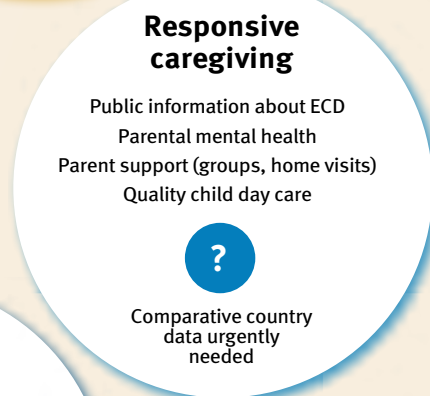 Responsive
caregiving
Public information about ECD
Parental mental health
Parent support (groups, home visits)
Quality child day care
?
Comparative country
data urgently
needed